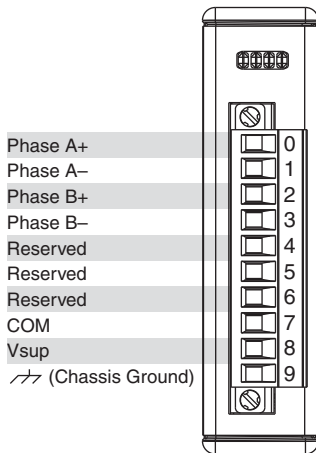 Phase A+ 0
Phase A– 1
Phase B+ 2
Phase B– 3
Reserved 4
Reserved 5
Reserved 6
COM 7
Vsup 8
(Chassis Ground) 9